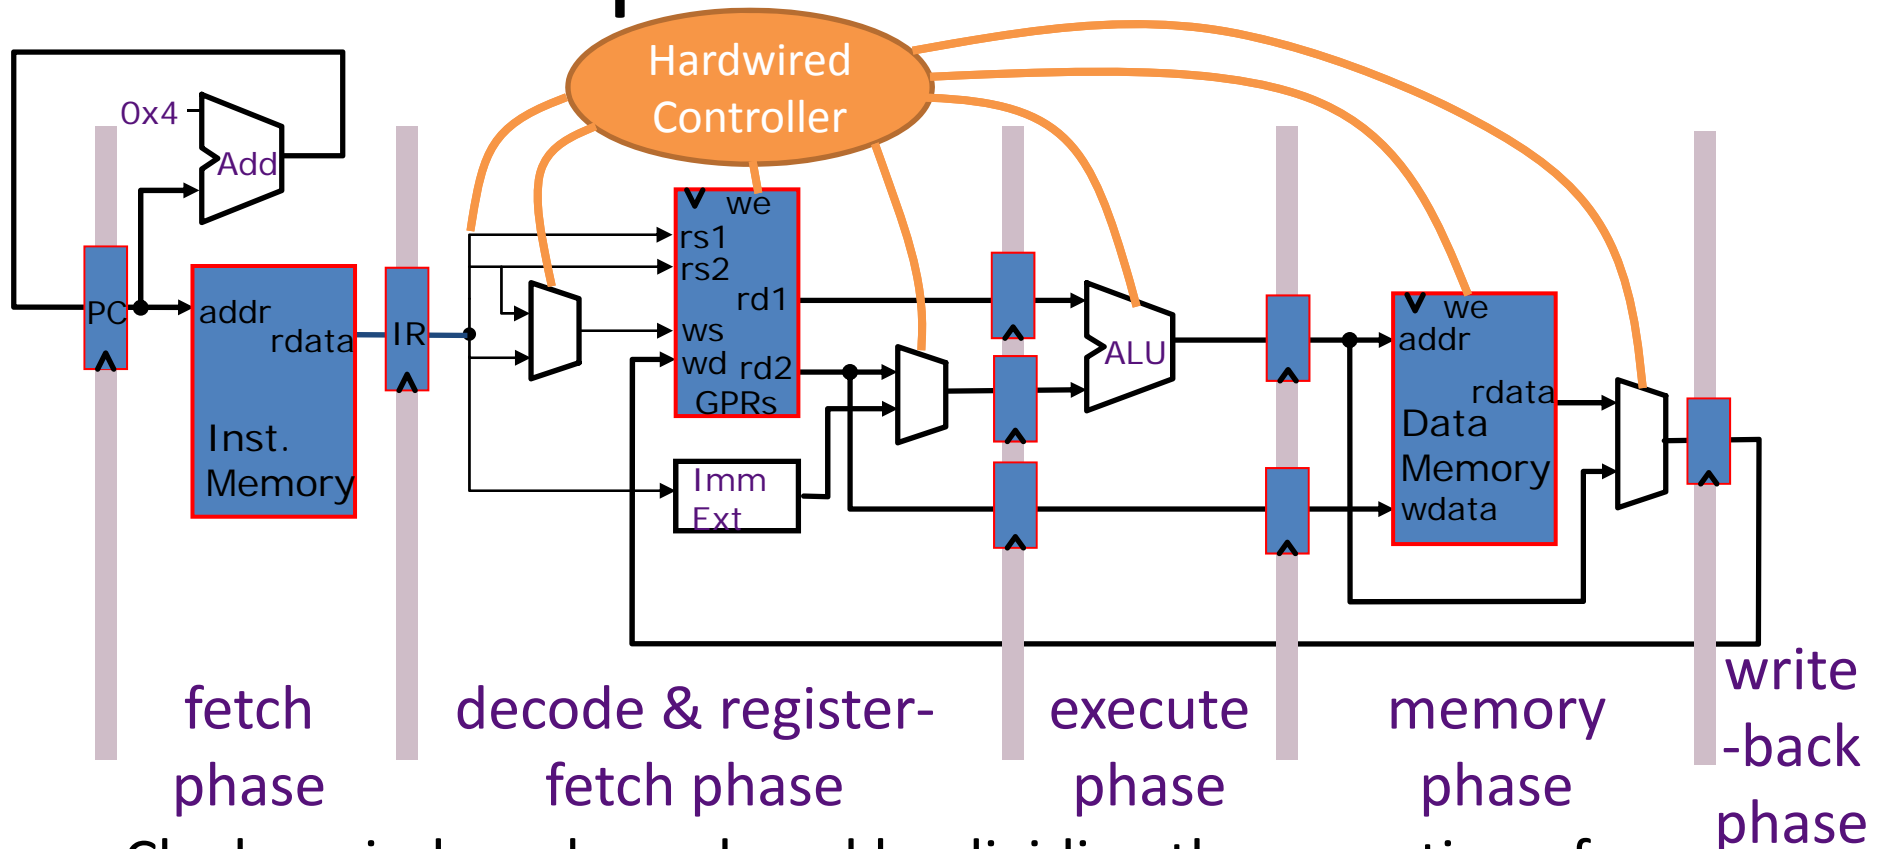 Hardwired
Controller
0x4
Add
PC
addr
rdata
Inst.
Memory
IR
we
rs1
rs2
rd1
ws
wd
rd2
GPRs
Imm
Ext
ALU
we
addr
rdata
Data
Memory
wdata
fetch
phase
decode & register-
fetch phase
execute
phase
memory
phase
write
-back
phase